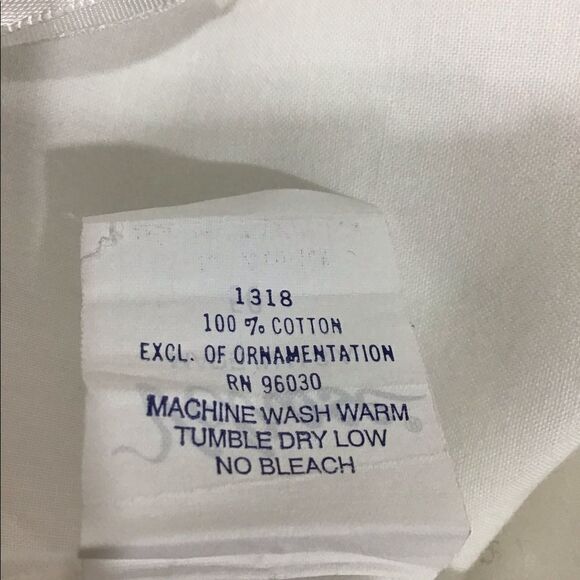 1318
100 % COTTON
EXCL. OF ORNAMENTATION
RN 96030
MACHINE WASH WARM
TUMBLE DRY LOW
NO BLEACH